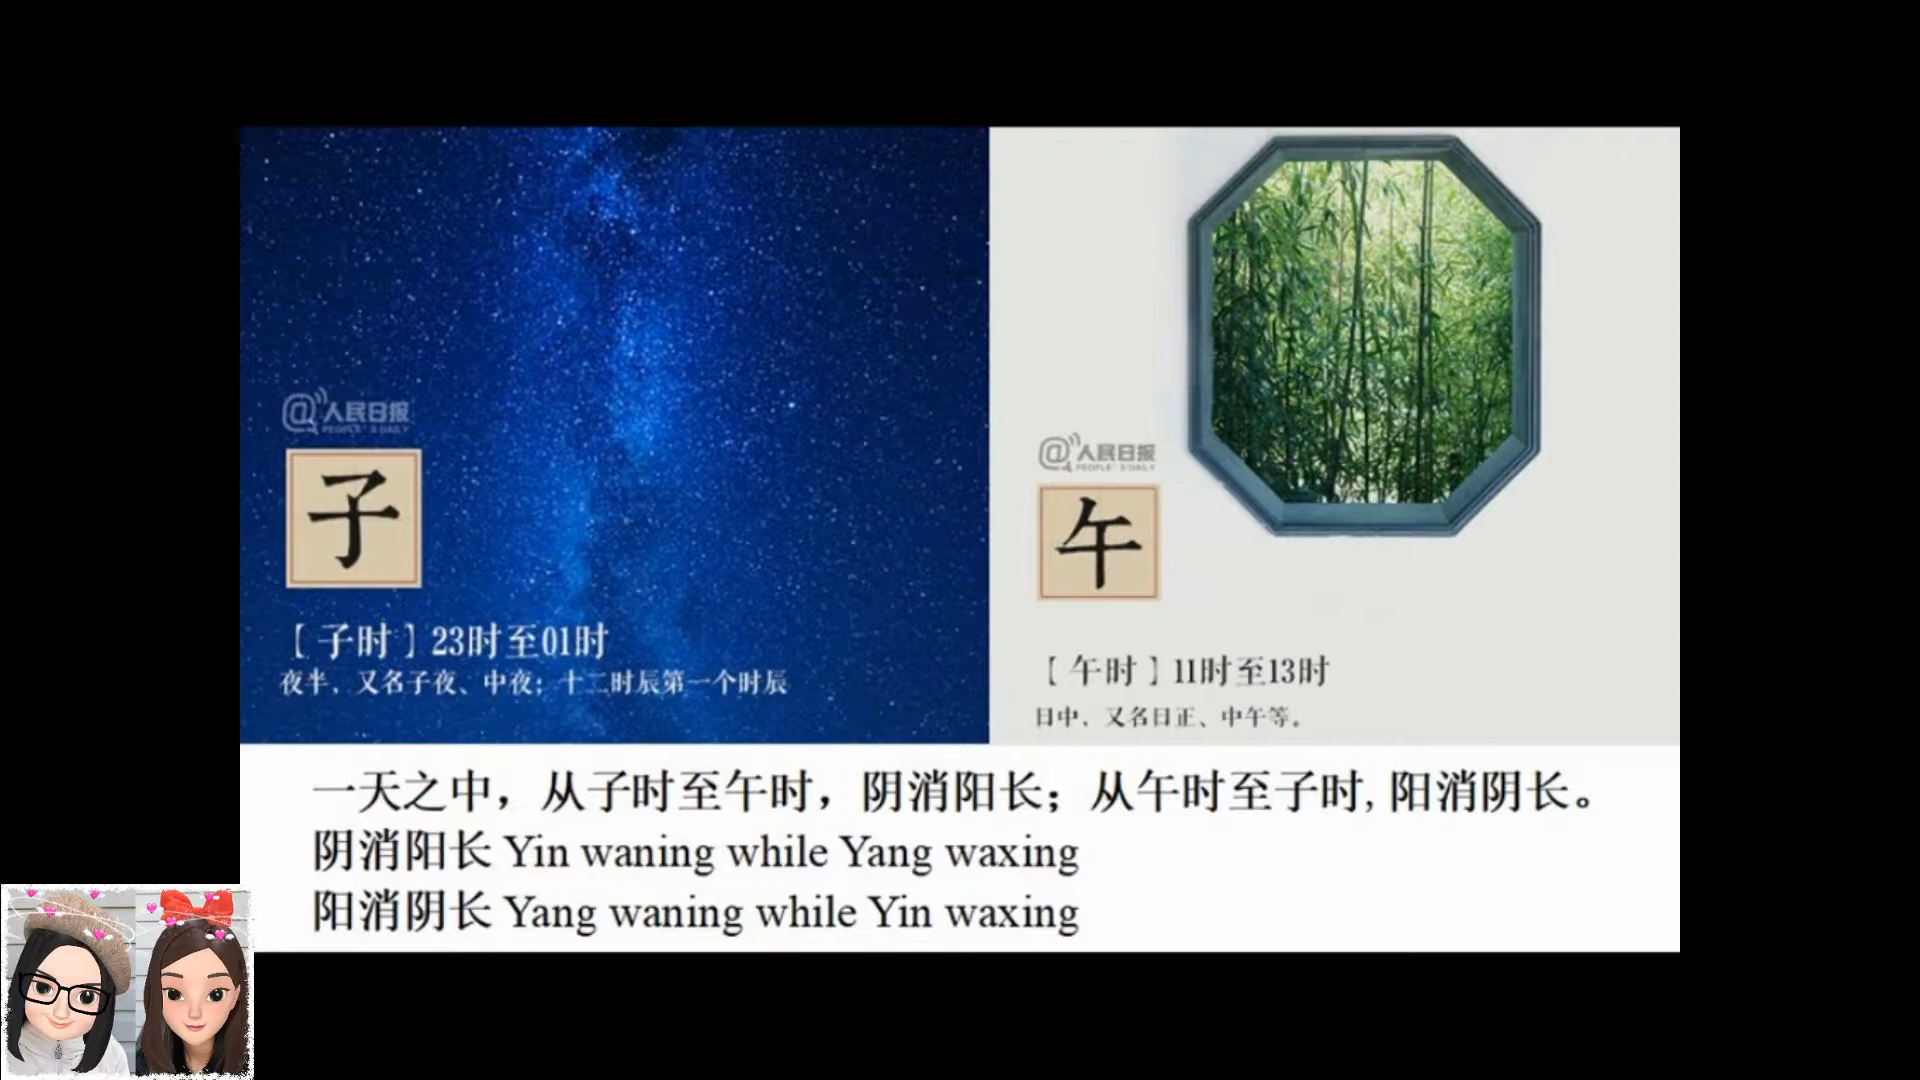 @人民日报
PEOPLE'S DAILY
子
【子时】23时至01时
夜半，又名子夜、中夜；十二时辰第一个时辰
@人民日报
PEOPLE'S DAILY
午
【午时】11时至13时
日中，又名日正、中午等。
一天之中，从子时至午时，阴消阳长；从午时至子时, 阳消阴长。
阴消阳长 Yin waning while Yang waxing
阳消阴长 Yang waning while Yin waxing